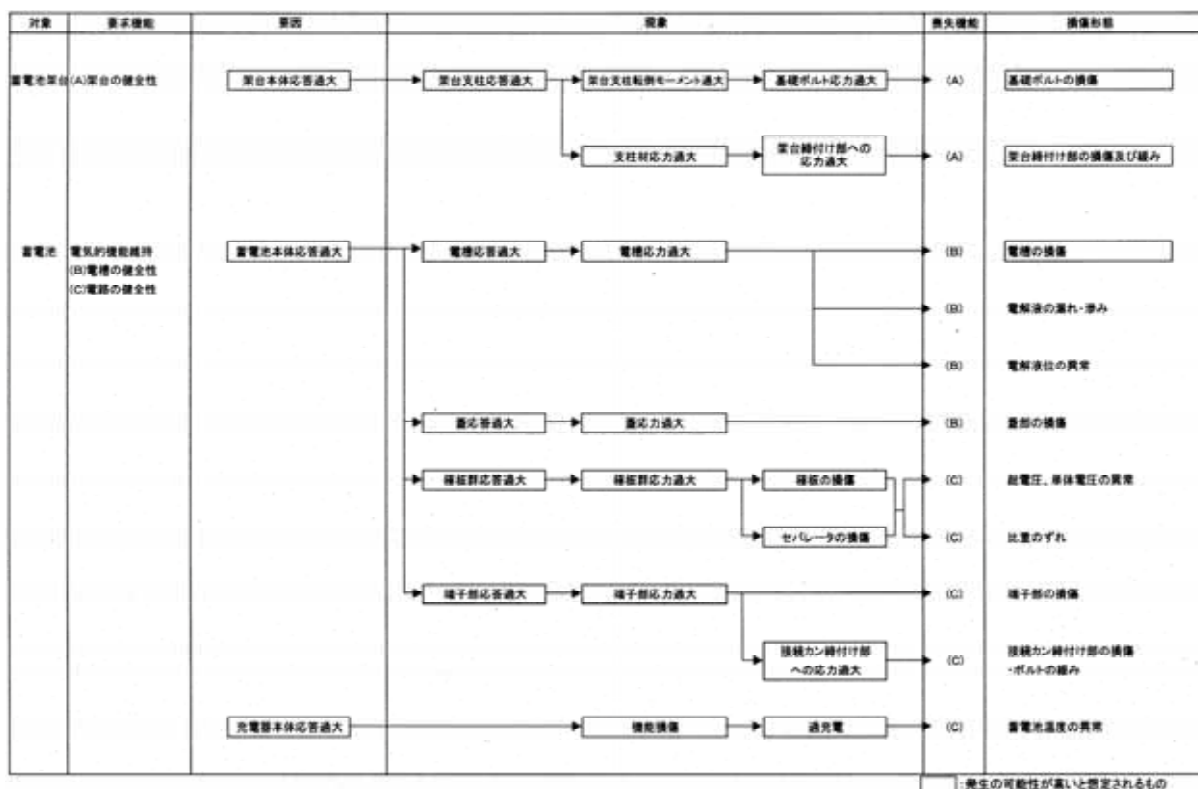 対象 要求機能 要因 現象 喪失機能 損傷形態
蓄電池架台 (A)架台の健全性 架台本体応答過大 架台支柱応答過大 架台支柱転倒モーメント過大 基礎ボルト応力過大 (A) 基礎ボルトの損傷
支柱材応力過大 架台締付け部への
応力過大 (A) 架台締付け部の損傷及び緩み
蓄電池 電気的機能維持 蓄電池本体応答過大 電槽応答過大 電槽応力過大 (B) 電槽の損傷
(B)電槽の健全性
(C)電路の健全性
(B) 電解液の漏れ・滲み
(B) 電解液位の異常
蓋応答過大 蓋応力過大 (B) 蓋部の損傷
極板群応答過大 極板群応力過大 極板の損傷 (C) 起電圧、単体電圧の異常
セパレータの損傷 (C) 比重のずれ
端子部応答過大 端子部応力過大 (C) 端子部の損傷
接続カン締付け部
への応力過大 (C) 接続カン締付け部の損傷
・ボルトの緩み
充電器本体応答過大 機能損傷 過充電 (C) 蓄電池温度の異常
:発生の可能性が高いと想定されるもの